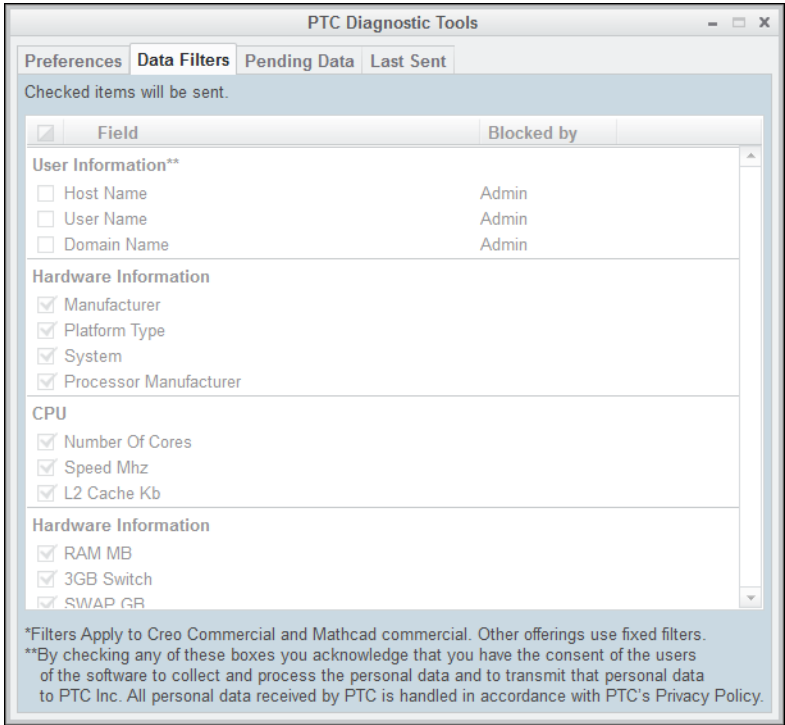 PTC Diagnostic Tools
Preferences Data Filters Pending Data Last Sent
Checked items will be sent.
Field Blocked by
User Information**
Host Name Admin
User Name Admin
Domain Name Admin
Hardware Information
Manufacturer
Platform Type
System
Processor Manufacturer
CPU
Number Of Cores
Speed Mhz
L2 Cache Kb
Hardware Information
RAM MB
3GB Switch
SWAP GB
*Filters Apply to Creo Commercial and Mathcad commercial. Other offerings use fixed filters.
**By checking any of these boxes you acknowledge that you have the consent of the users
of the software to collect and process the personal data and to transmit that personal data
to PTC Inc. All personal data received by PTC is handled in accordance with PTC's Privacy Policy.